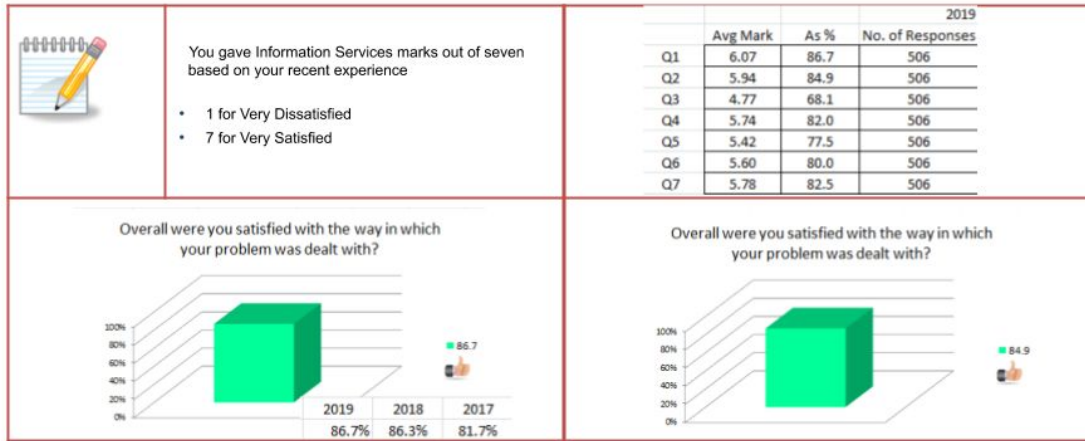 You gave Information Services marks out of seven
based on your recent experience
• 1 for Very Dissatisfied
• 7 for Very Satisfied
2019
Avg Mark As % No. of Responses
Q1 6.07 86.7 506
Q2 5.94 84.9 506
Q3 4.77 68.1 506
Q4 5.74 82.0 506
Q5 5.42 77.5 506
Q6 5.60 80.0 506
Q7 5.78 82.5 506
Overall were you satisfied with the way in which
your problem was dealt with?
100%
80%
60%
40%
20%
0%
86.7
2019 2018 2017
86.7% 86.3% 81.7%
Overall were you satisfied with the way in which
your problem was dealt with?
100%
80%
60%
40%
20%
0%
84.9